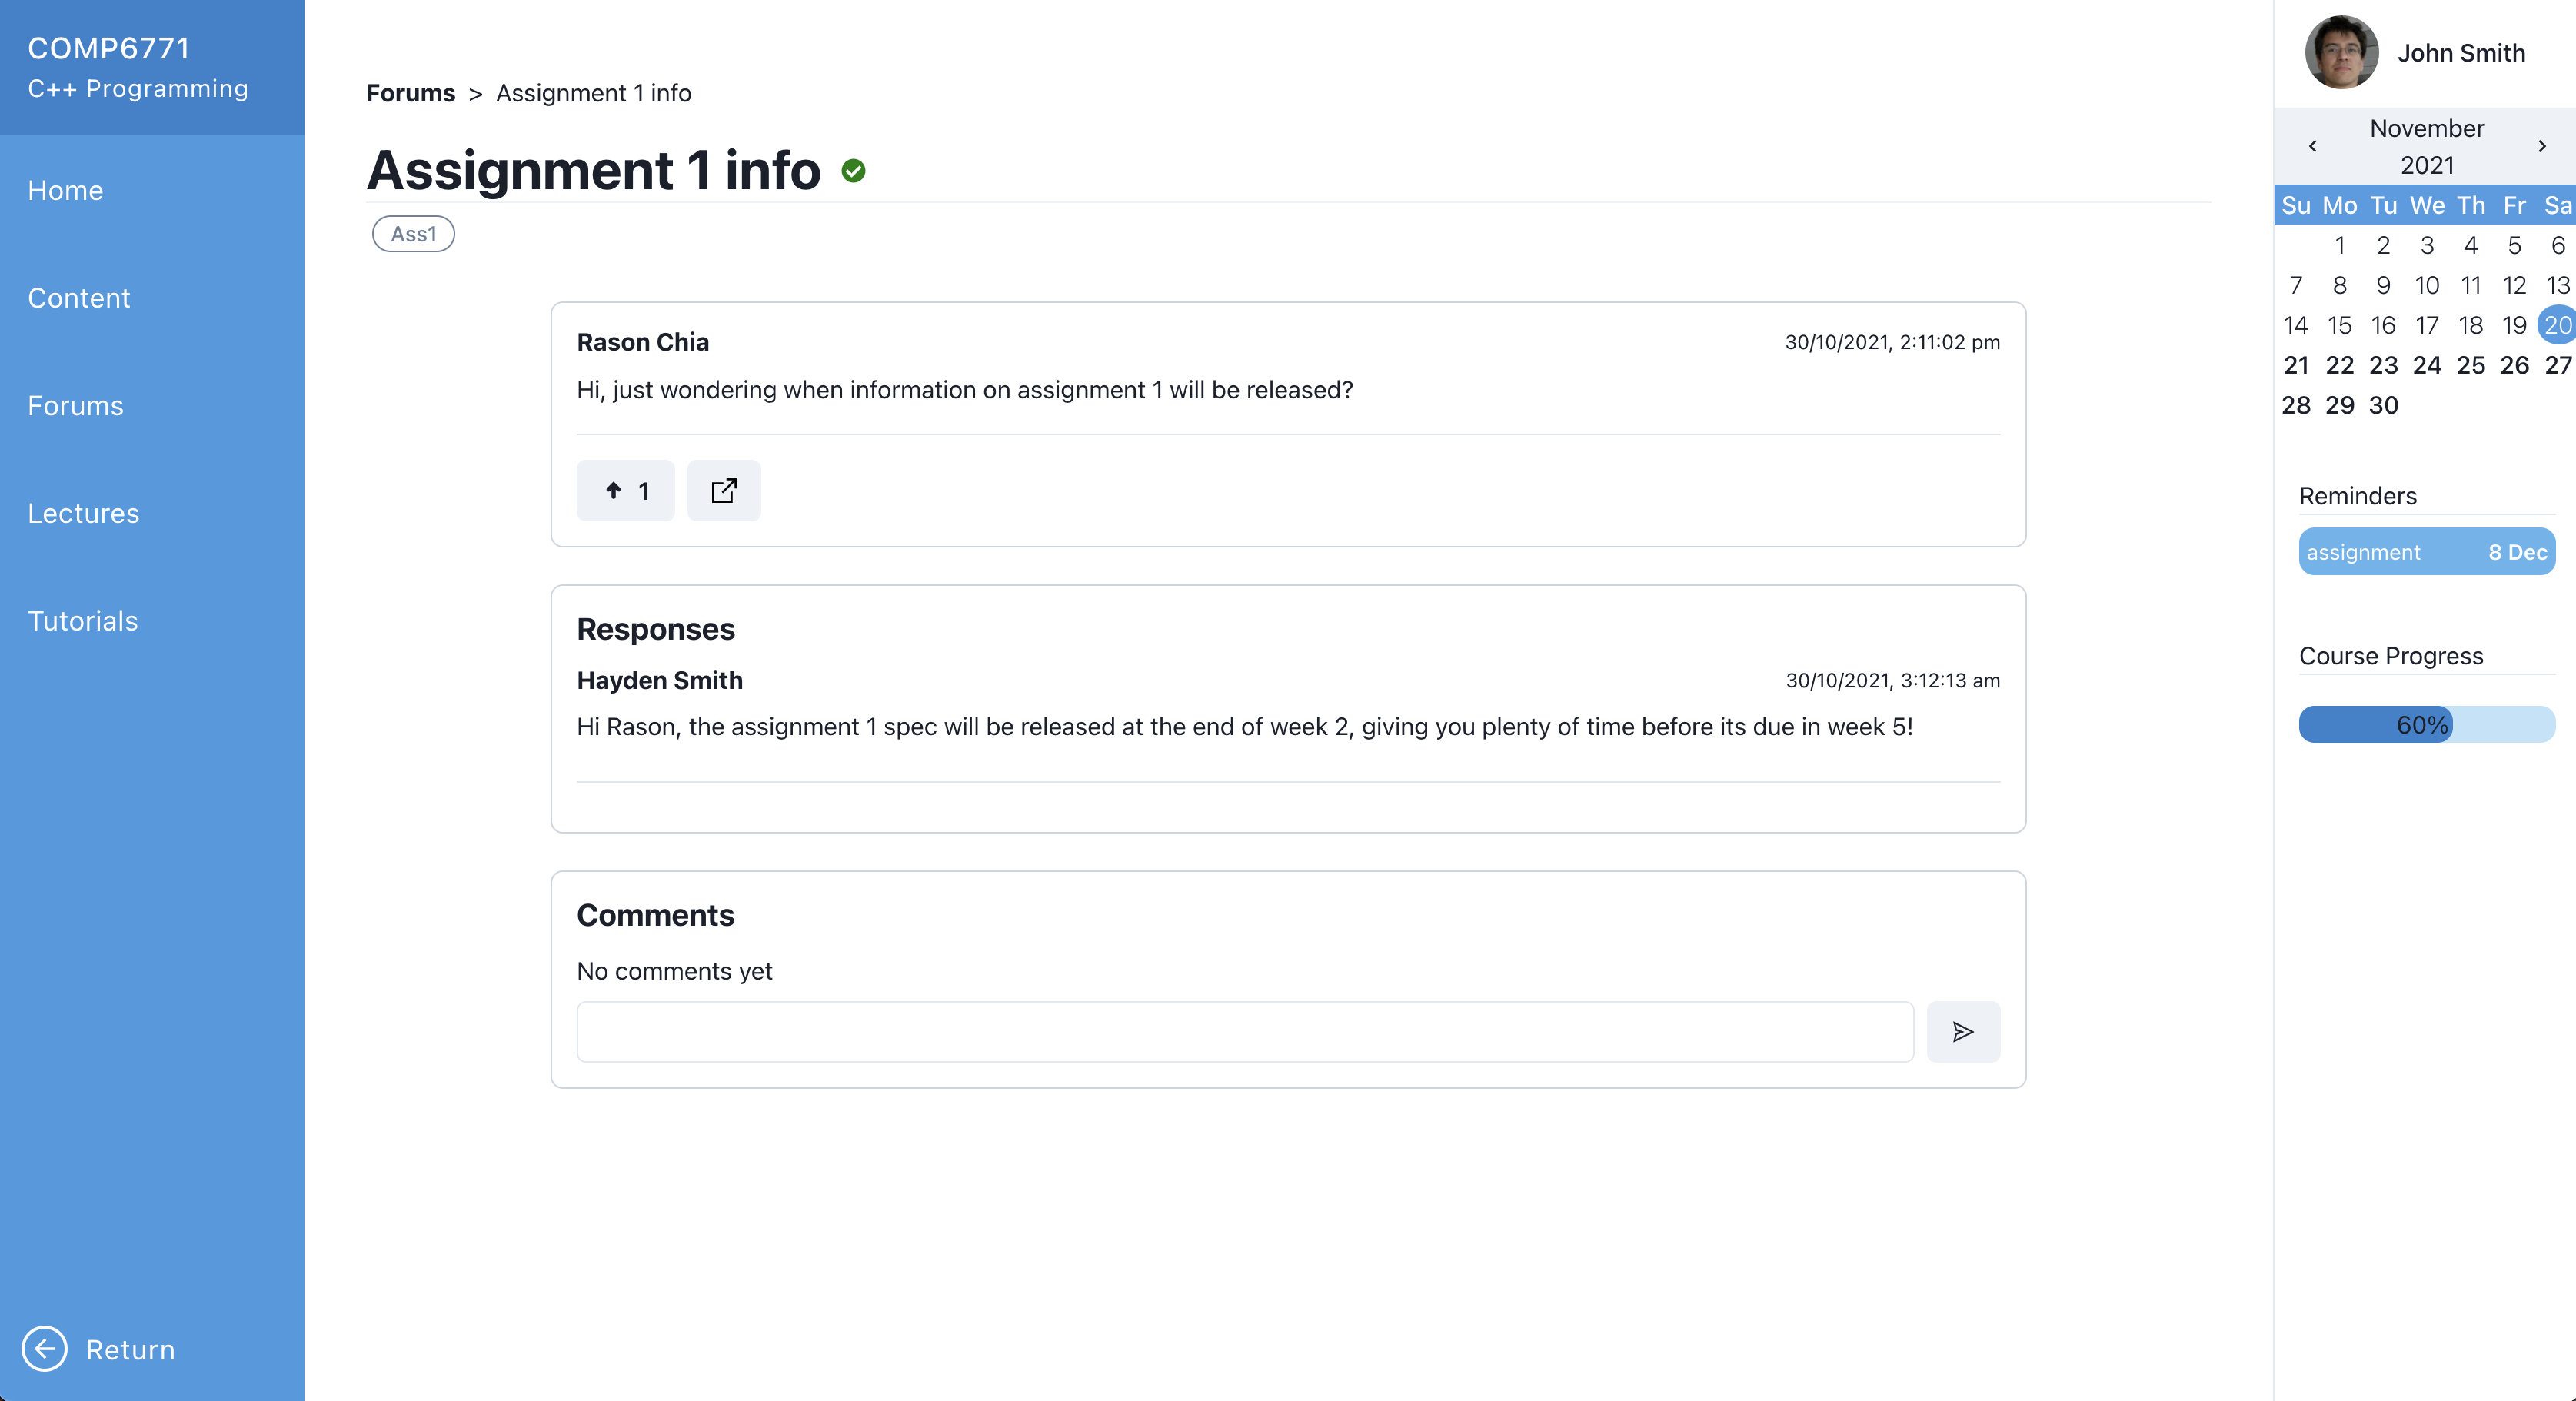 COMP6771
C++ Programming
Home
Content
Forums
Lectures
Tutorials
Return
Forums > Assignment 1 info
Assignment 1 info
Ass1
Rason Chia 30/10/2021, 2:11:02 pm
Hi, just wondering when information on assignment 1 will be released?
1
Responses
Hayden Smith 30/10/2021, 3:12:13 am
Hi Rason, the assignment 1 spec will be released at the end of week 2, giving you plenty of time before its due in week 5!
Comments
No comments yet
John Smith
November
2021
Su Mo Tu We Th Fr Sa
1 2 3 4 5 6
7 8 9 10 11 12 13
14 15 16 17 18 19 20
21 22 23 24 25 26 27
28 29 30
Reminders
assignment 8 Dec
Course Progress
60%